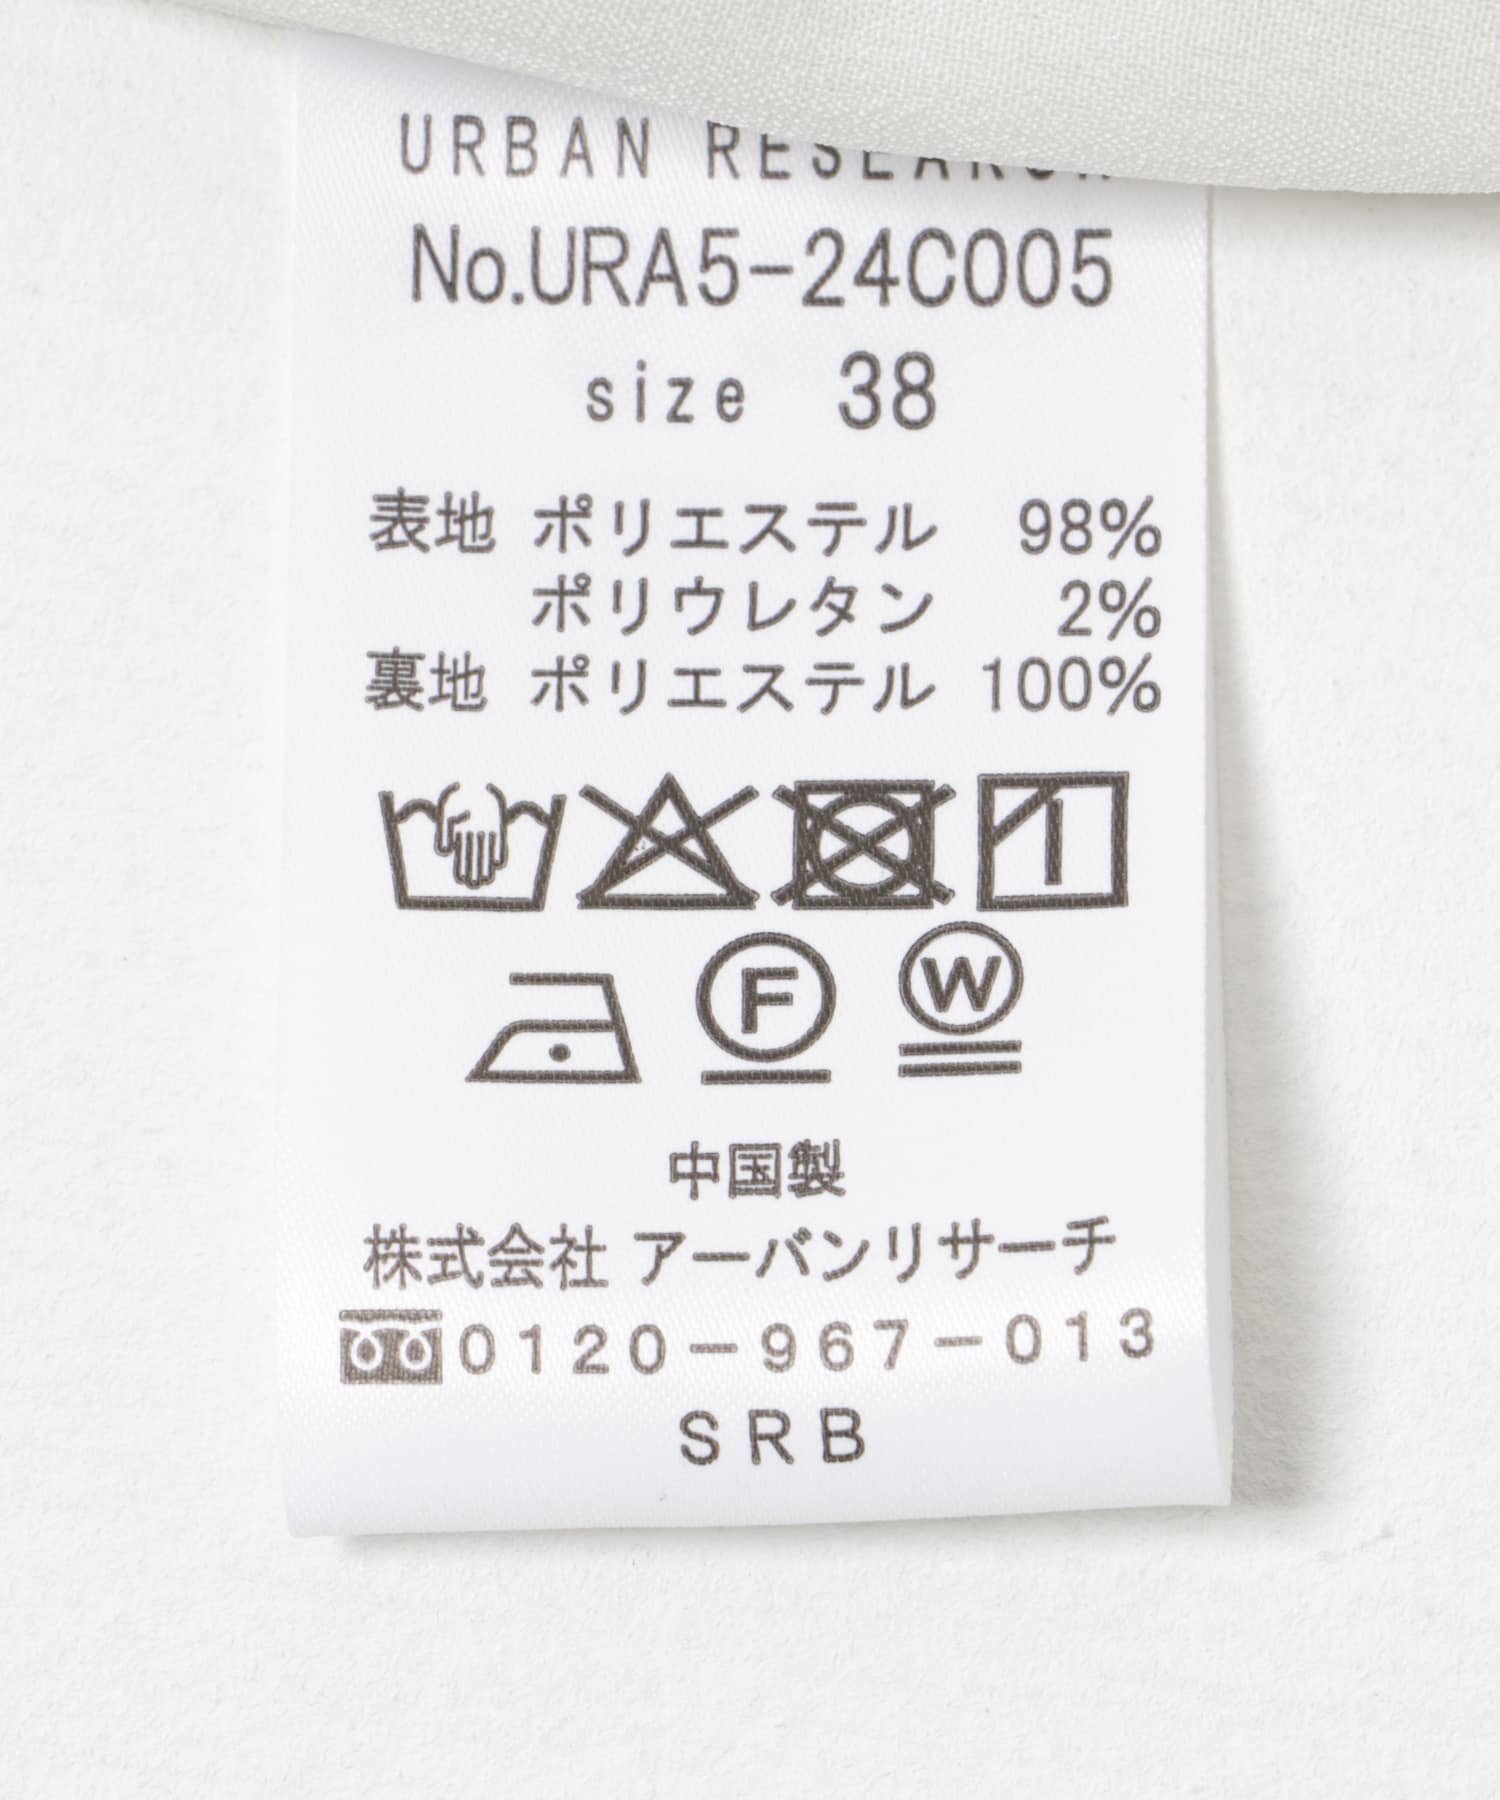 URBAN RESEARCH
No.URA5-24C005
size 38
表地 ポリエステル 98%
ポリウレタン 2%
裏地 ポリエステル 100%
F W
中国製
株式会社 アーバンリサーチ
0120-967-013
SRB